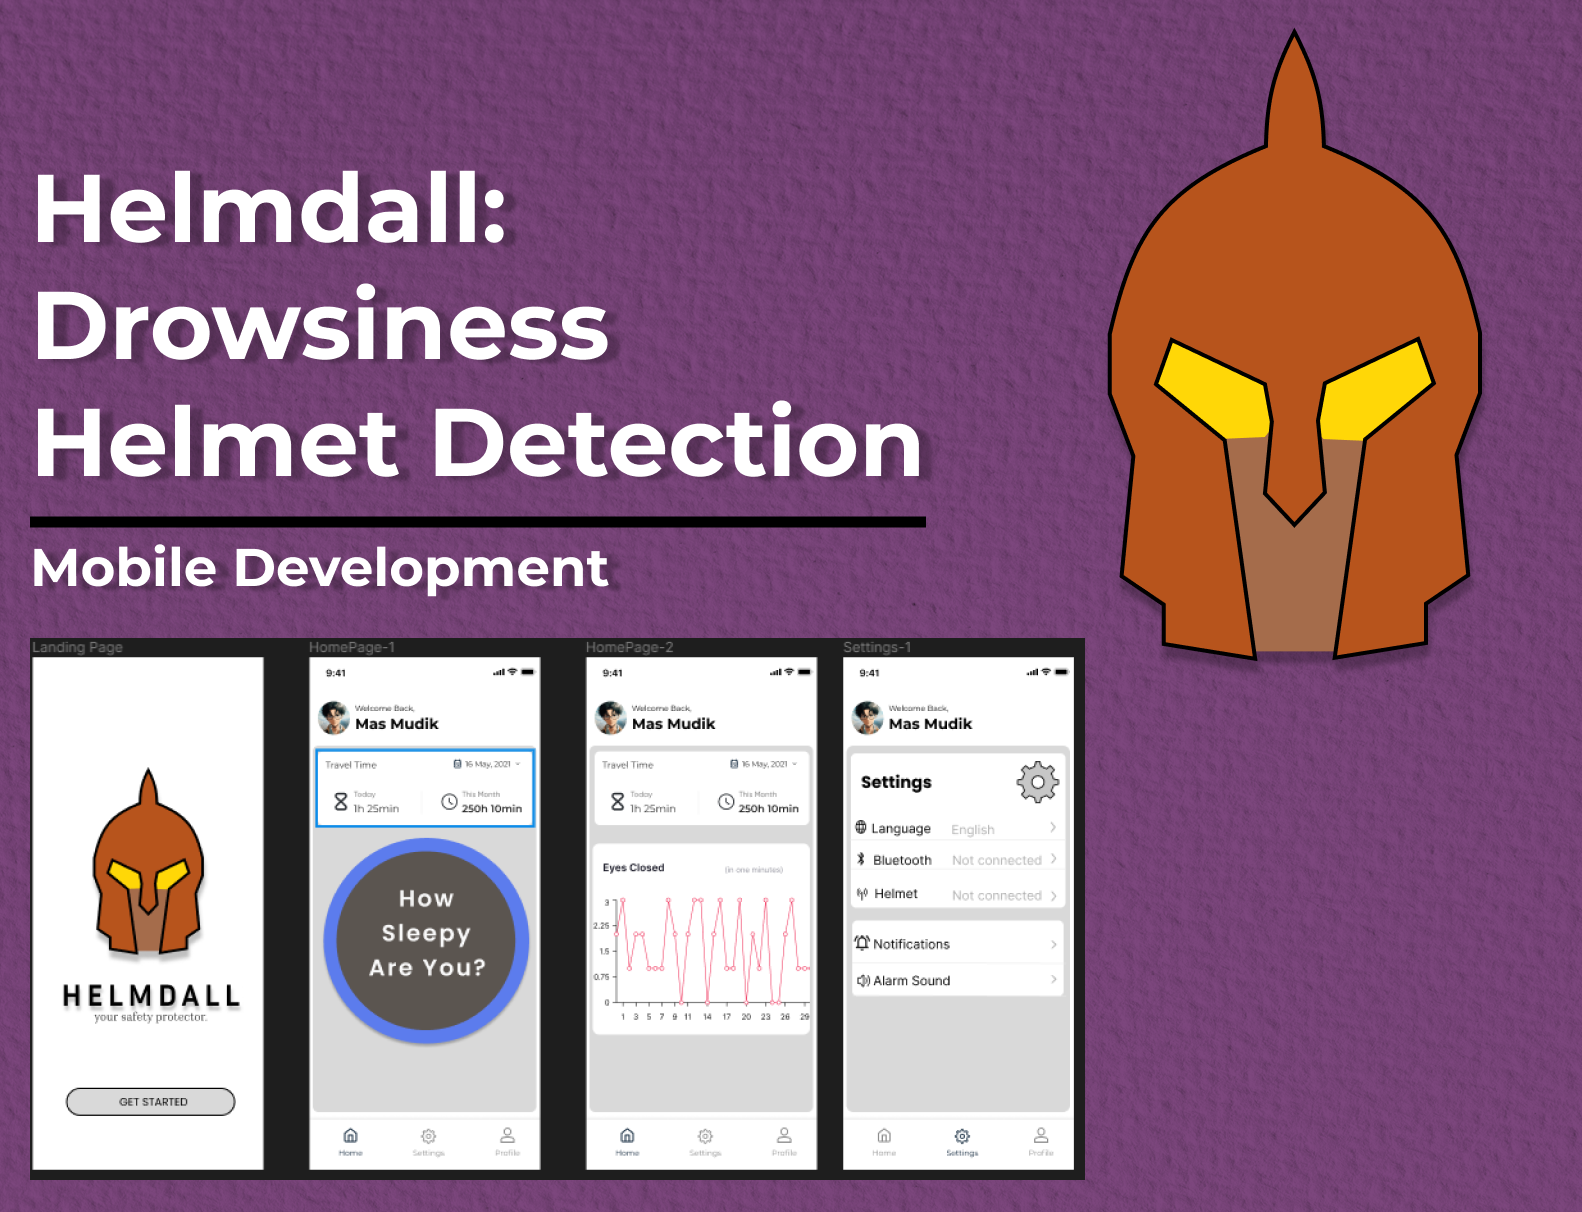 Helmdall:
Drowsiness
Helmet Detection
Mobile Development
Landing Page
HELMDALL
your safety protector.
GET STARTED
HomePage-1
9:41
Welcome Back,
Mas Mudik
Travel Time
16 May, 2021
Today
1h 25min
This Month
250h 10min
How
Sleepy
Are You?
Home
Settings
Profile
HomePage-2
9:41
Welcome Back,
Mas Mudik
Travel Time
16 May, 2021
Today
1h 25min
This Month
250h 10min
Eyes Closed
(in one minutes)
3
2.25
1.5
0.75
0
1 3 5 7 9 11 14 17 20 23 26 29
Home
Settings
Profile
Settings-1
9:41
Welcome Back,
Mas Mudik
Settings
Language English
Bluetooth Not connected
Helmet Not connected
Notifications
Alarm Sound
Home
Settings
Profile